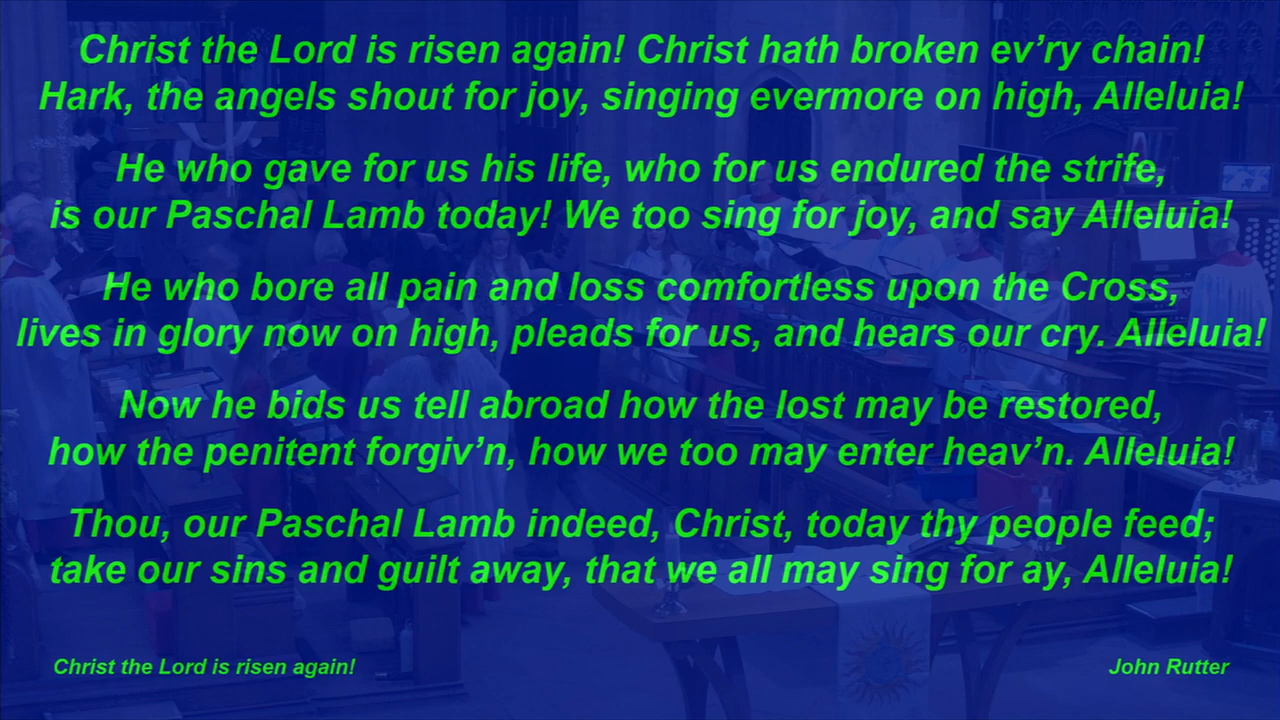 Christ the Lord is risen again! Christ hath broken ev’ry chain!
Hark, the angels shout for joy, singing evermore on high, Alleluia!
He who gave for us his life, who for us endured the strife,
is our Paschal Lamb today! We too sing for joy, and say Alleluia!
He who bore all pain and loss comfortless upon the Cross,
lives in glory now on high, pleads for us, and hears our cry. Alleluia!
Now he bids us tell abroad how the lost may be restored,
how the penitent forgiv’n, how we too may enter heav’n. Alleluia!
Thou, our Paschal Lamb indeed, Christ, today thy people feed;
take our sins and guilt away, that we all may sing for ay, Alleluia!
Christ the Lord is risen again!
John Rutter